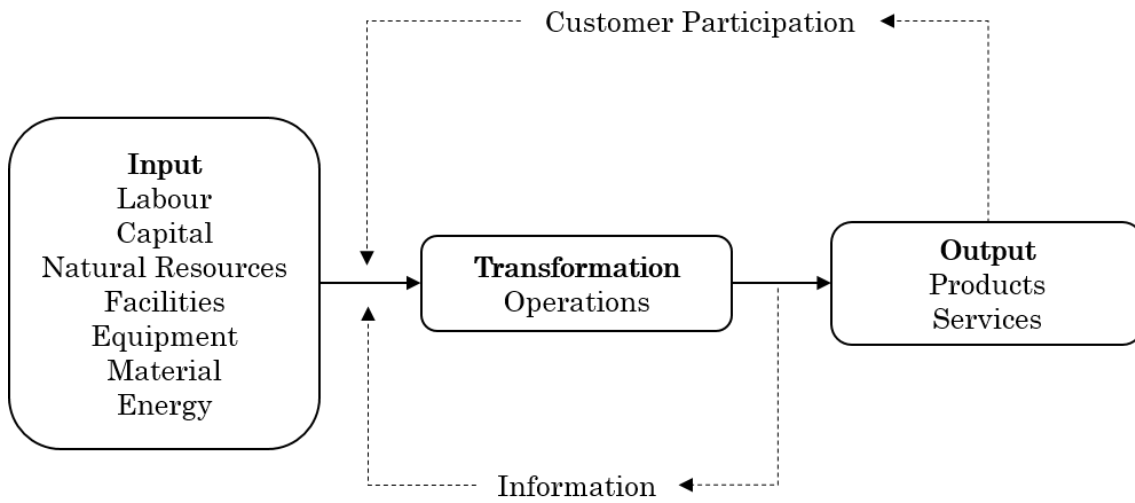 Customer Participation
Input
Labour
Capital
Natural Resources
Facilities
Equipment
Material
Energy
Transformation
Operations
Output
Products
Services
Information